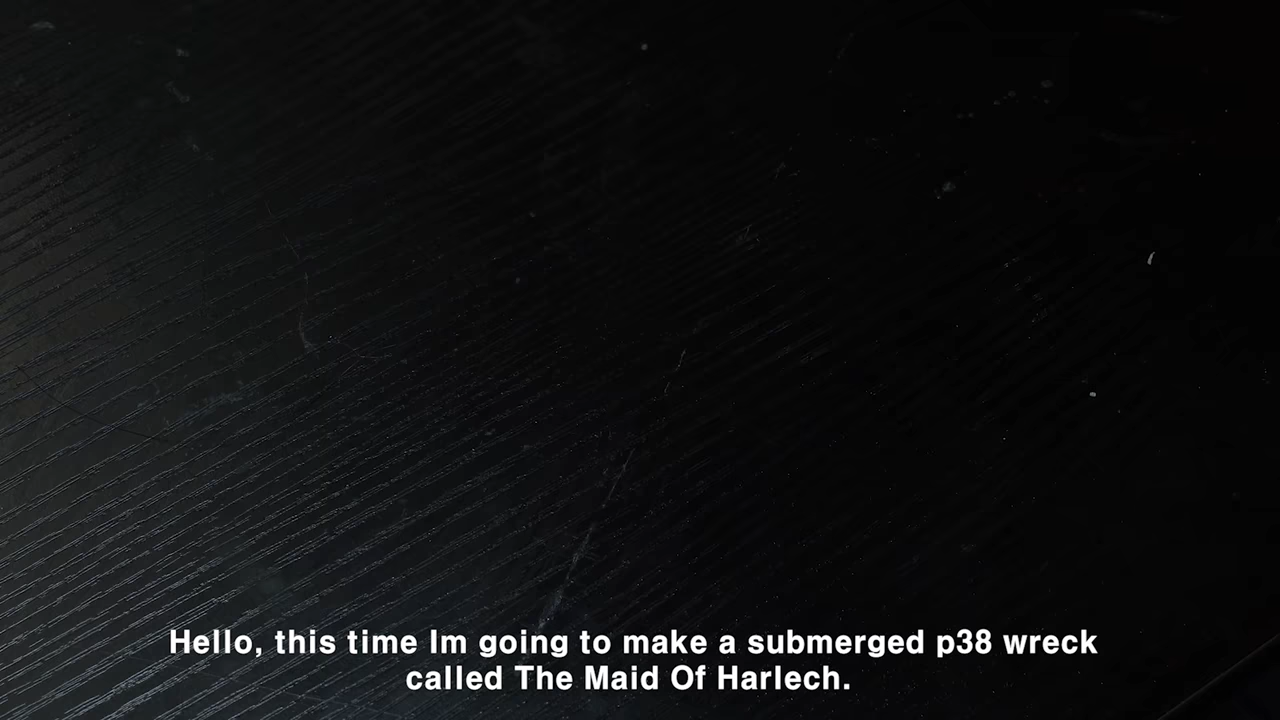 Hello, this time Im going to make a submerged p38 wreck
called The Maid Of Harlech.